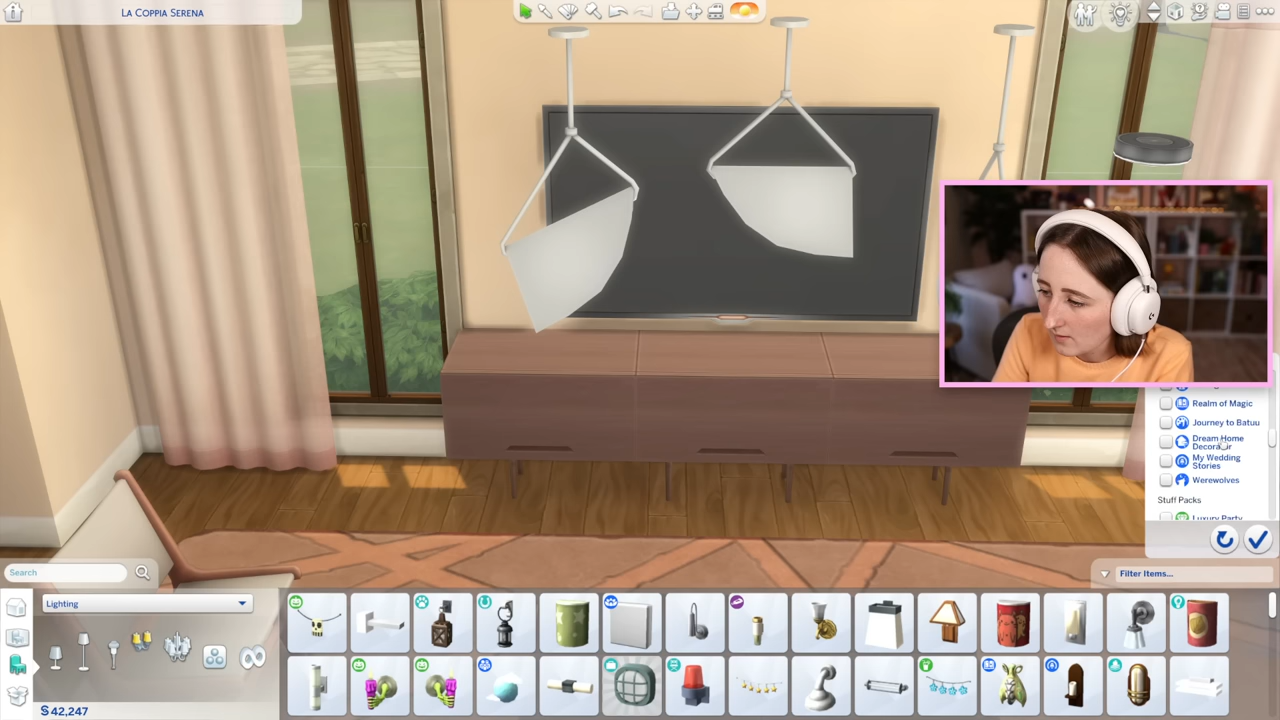 La Coppia Serena
Realm of Magic
Journey to Batuu
Dream Home
My Wedding
Stories
Werewolves
Stuff Packs
Luxury Party
Search
Filter Items...
Lighting
§42,247